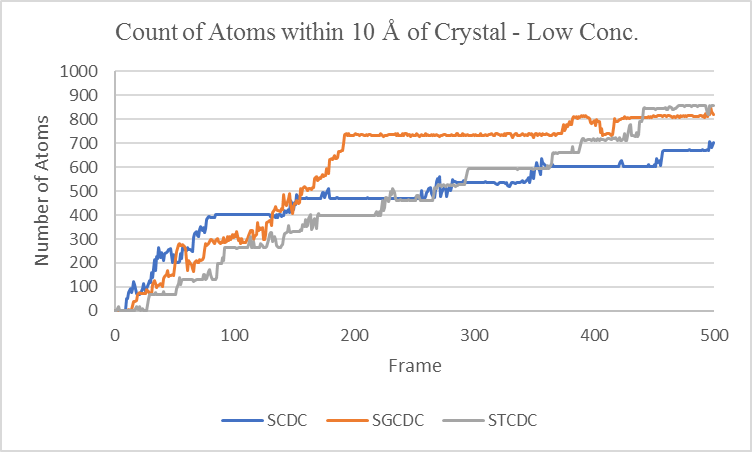 Count of Atoms within 10 Å of Crystal - Low Conc.
1000
900
800
700
600
500
400
300
200
100
0
Number of Atoms
0 100 200 300 400 500
Frame
SCDC SGCDC STCDC